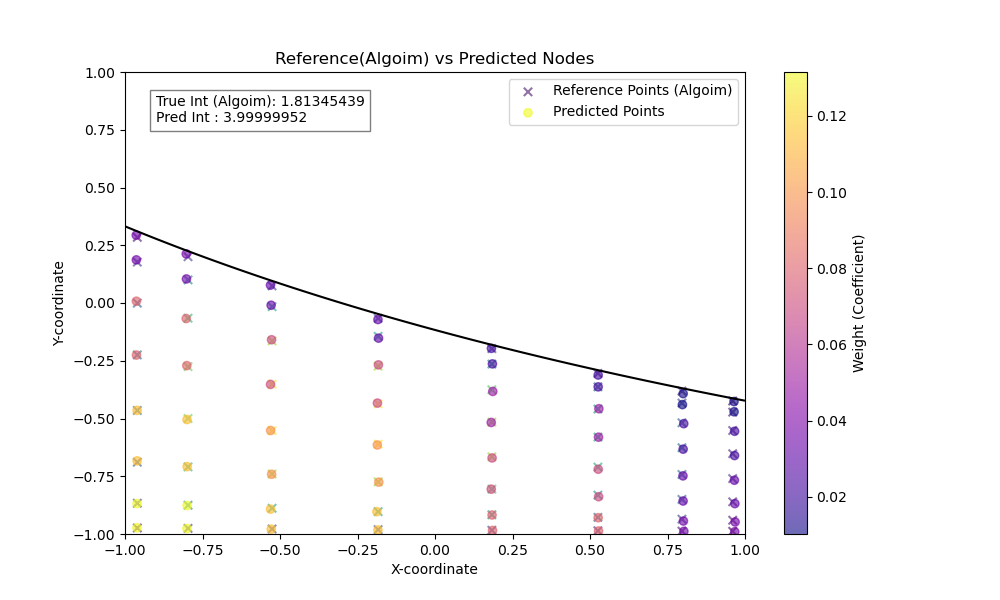 Reference(Algoim) vs Predicted Nodes
True Int (Algoim): 1.81345439
Pred Int : 3.99999952
Reference Points (Algoim)
Predicted Points
Y-coordinate
1.00
0.75
0.50
0.25
0.00
−0.25
−0.50
−0.75
−1.00
−1.00 −0.75 −0.50 −0.25 0.00 0.25 0.50 0.75 1.00
X-coordinate
0.12
0.10
0.08
0.06
0.04
0.02
Weight (Coefficient)